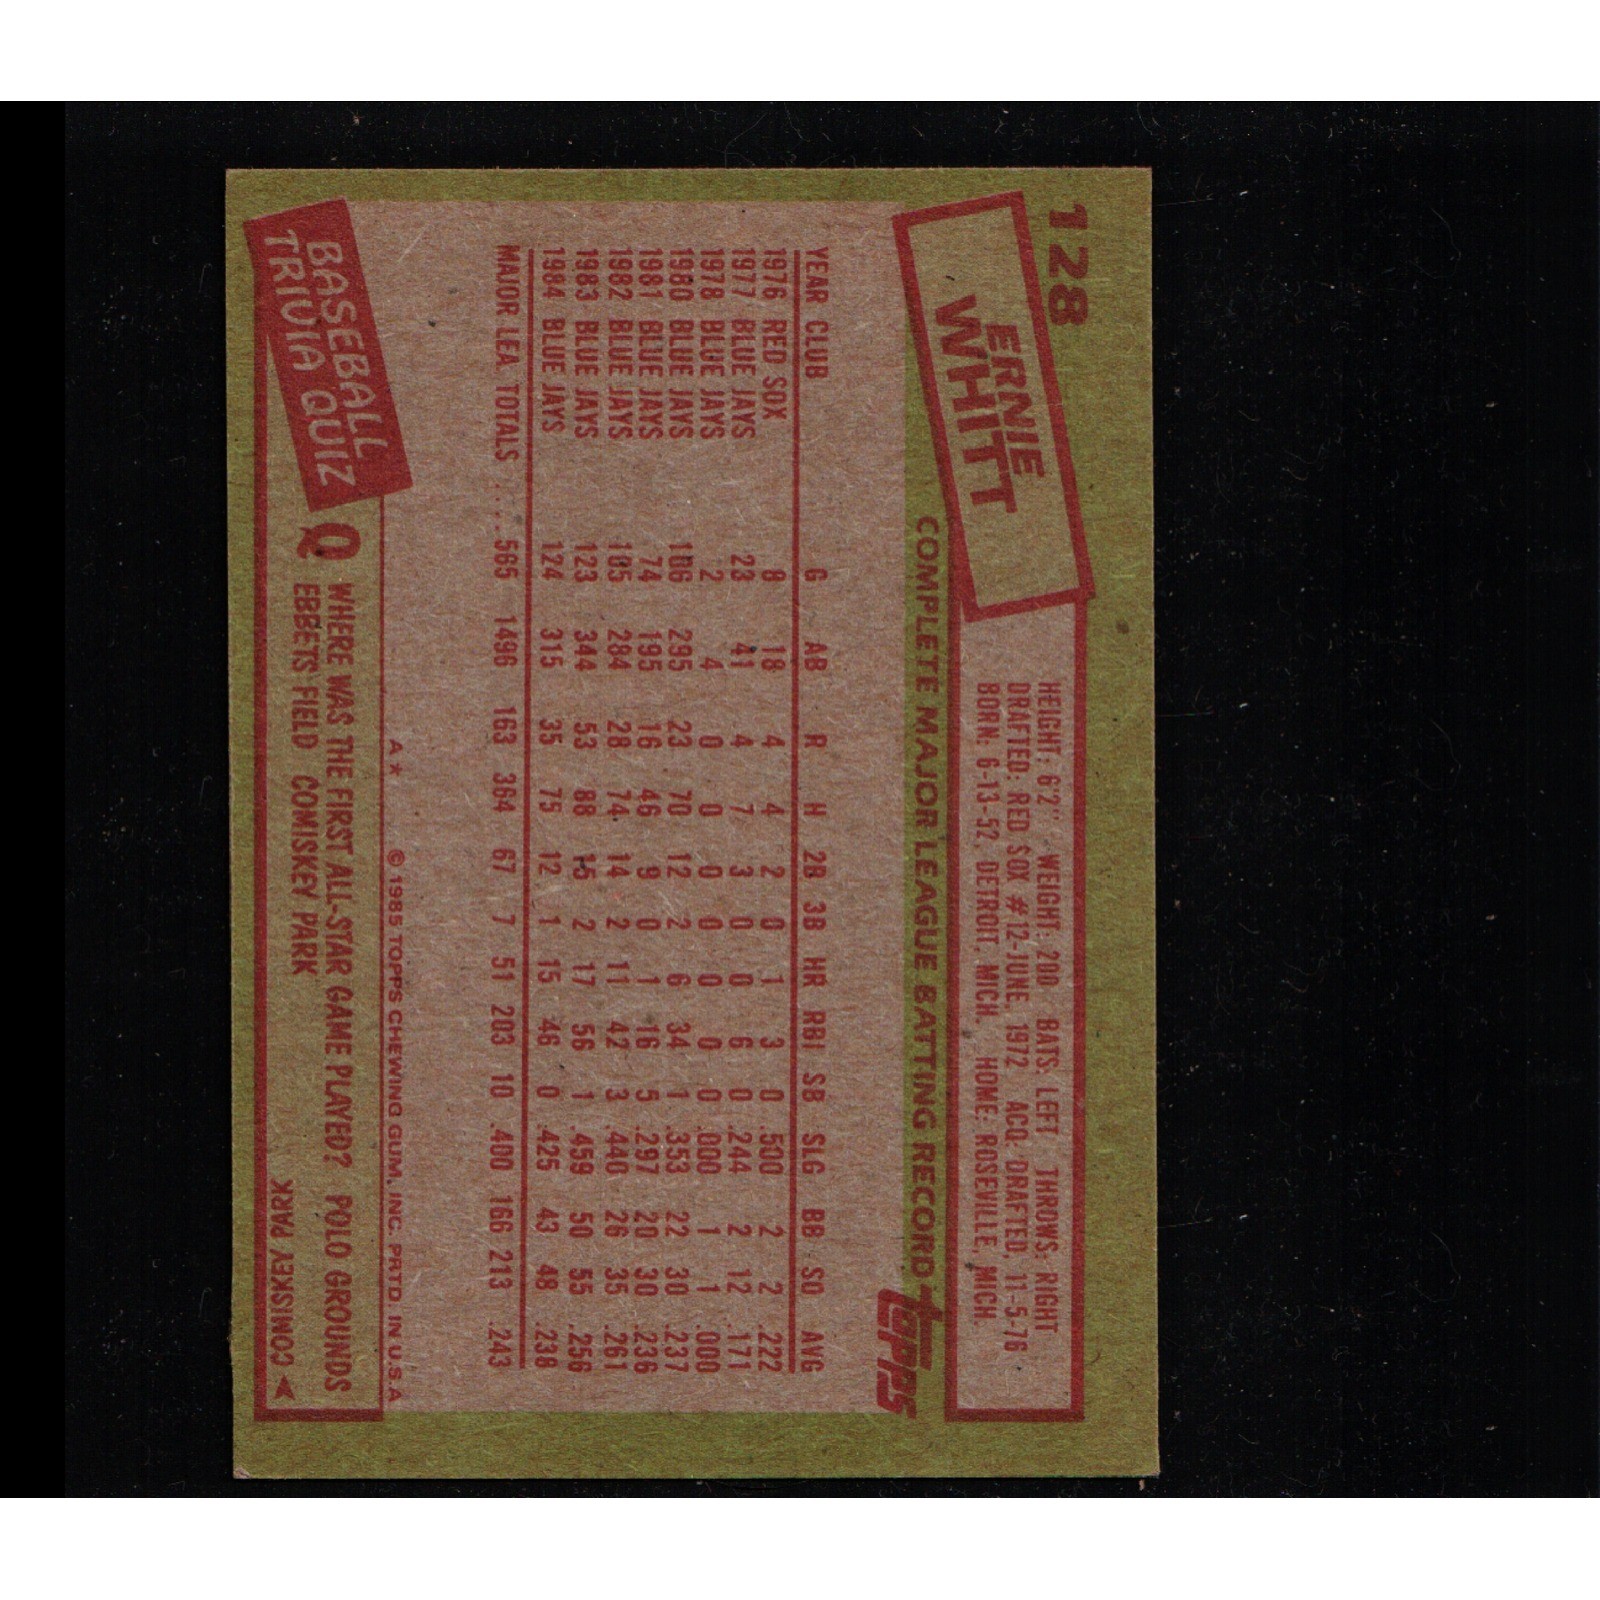 128
ERNIE
WHITT
HEIGHT: 6'2" WEIGHT: 200 BATS: LEFT THROWS: RIGHT
DRAFTED: RED SOX #12-JUNE, 1972 ACQ: DRAFTED, 11-5-76
BORN: 6-13-52, DETROIT, MICH. HOME: ROSEVILLE, MICH.
COMPLETE MAJOR LEAGUE BATTING RECORD
topps
YEAR CLUB G AB R H 2B 3B HR RBI SB SLG BB SO AVG
1976 RED SOX 8 18 4 4 2 0 1 3 0 .500 2 2 .222
1977 BLUE JAYS 23 41 4 7 3 0 0 6 0 .244 2 12 .171
1978 BLUE JAYS 2 4 0 0 0 0 0 0 0 .000 1 1 .000
1980 BLUE JAYS 106 295 23 70 12 2 6 34 1 .353 22 30 .237
1981 BLUE JAYS 74 195 16 46 9 0 1 16 5 .297 20 30 .236
1982 BLUE JAYS 105 284 28 74 14 2 11 42 3 .440 26 35 .261
1983 BLUE JAYS 123 344 53 88 15 2 17 56 1 .459 50 55 .256
1984 BLUE JAYS 124 315 35 75 12 1 15 46 0 .425 43 48 .238
MAJOR LEA. TOTALS .... 565 1496 163 364 67 7 51 203 10 .400 166 213 .243
A* © 1985 TOPPS CHEWING GUM, INC. PRTD. IN U.S.A
BASEBALL
TRIVIA QUIZ
Q WHERE WAS THE FIRST ALL-STAR GAME PLAYED? POLO GROUNDS
EBBETS FIELD COMISKEY PARK
COMISKEY PARK